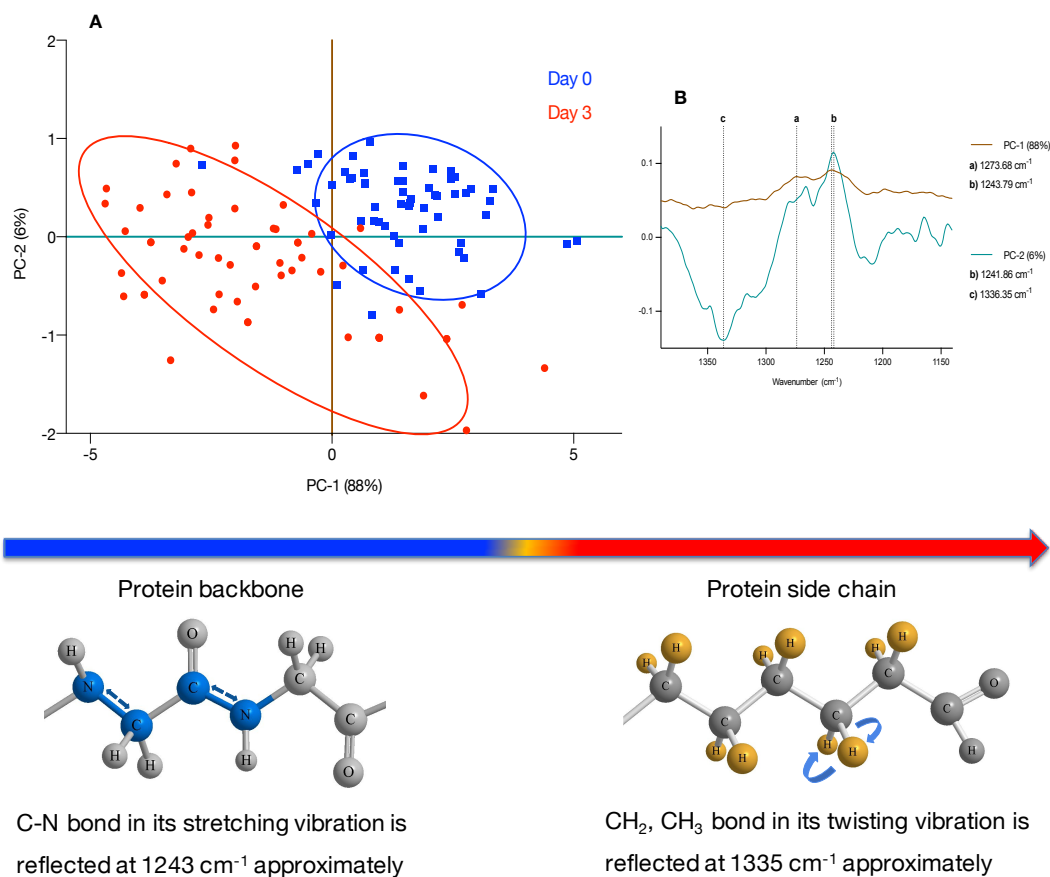 A
2
1
0
-1
-2
PC-2 (6%)
-5
0
5
PC-1 (88%)
Day 0
Day 3
B
c
a
b
0.1
0.0
-0.1
1350
1300
1250
1200
1150
Wavenumber (cm⁻¹)
PC-1 (88%)
a) 1273.68 cm⁻¹
b) 1243.79 cm⁻¹
PC-2 (6%)
b) 1241.86 cm⁻¹
c) 1336.35 cm⁻¹
Protein backbone
H
N
C
H
H
O
C
N
H
H
H
C
C
O
Protein side chain
H
H
C
C
H
H
H
H
C
C
H
H
H
H
C
C
O
H
C-N bond in its stretching vibration is
reflected at 1243 cm⁻¹ approximately
CH₂, CH₃ bond in its twisting vibration is
reflected at 1335 cm⁻¹ approximately